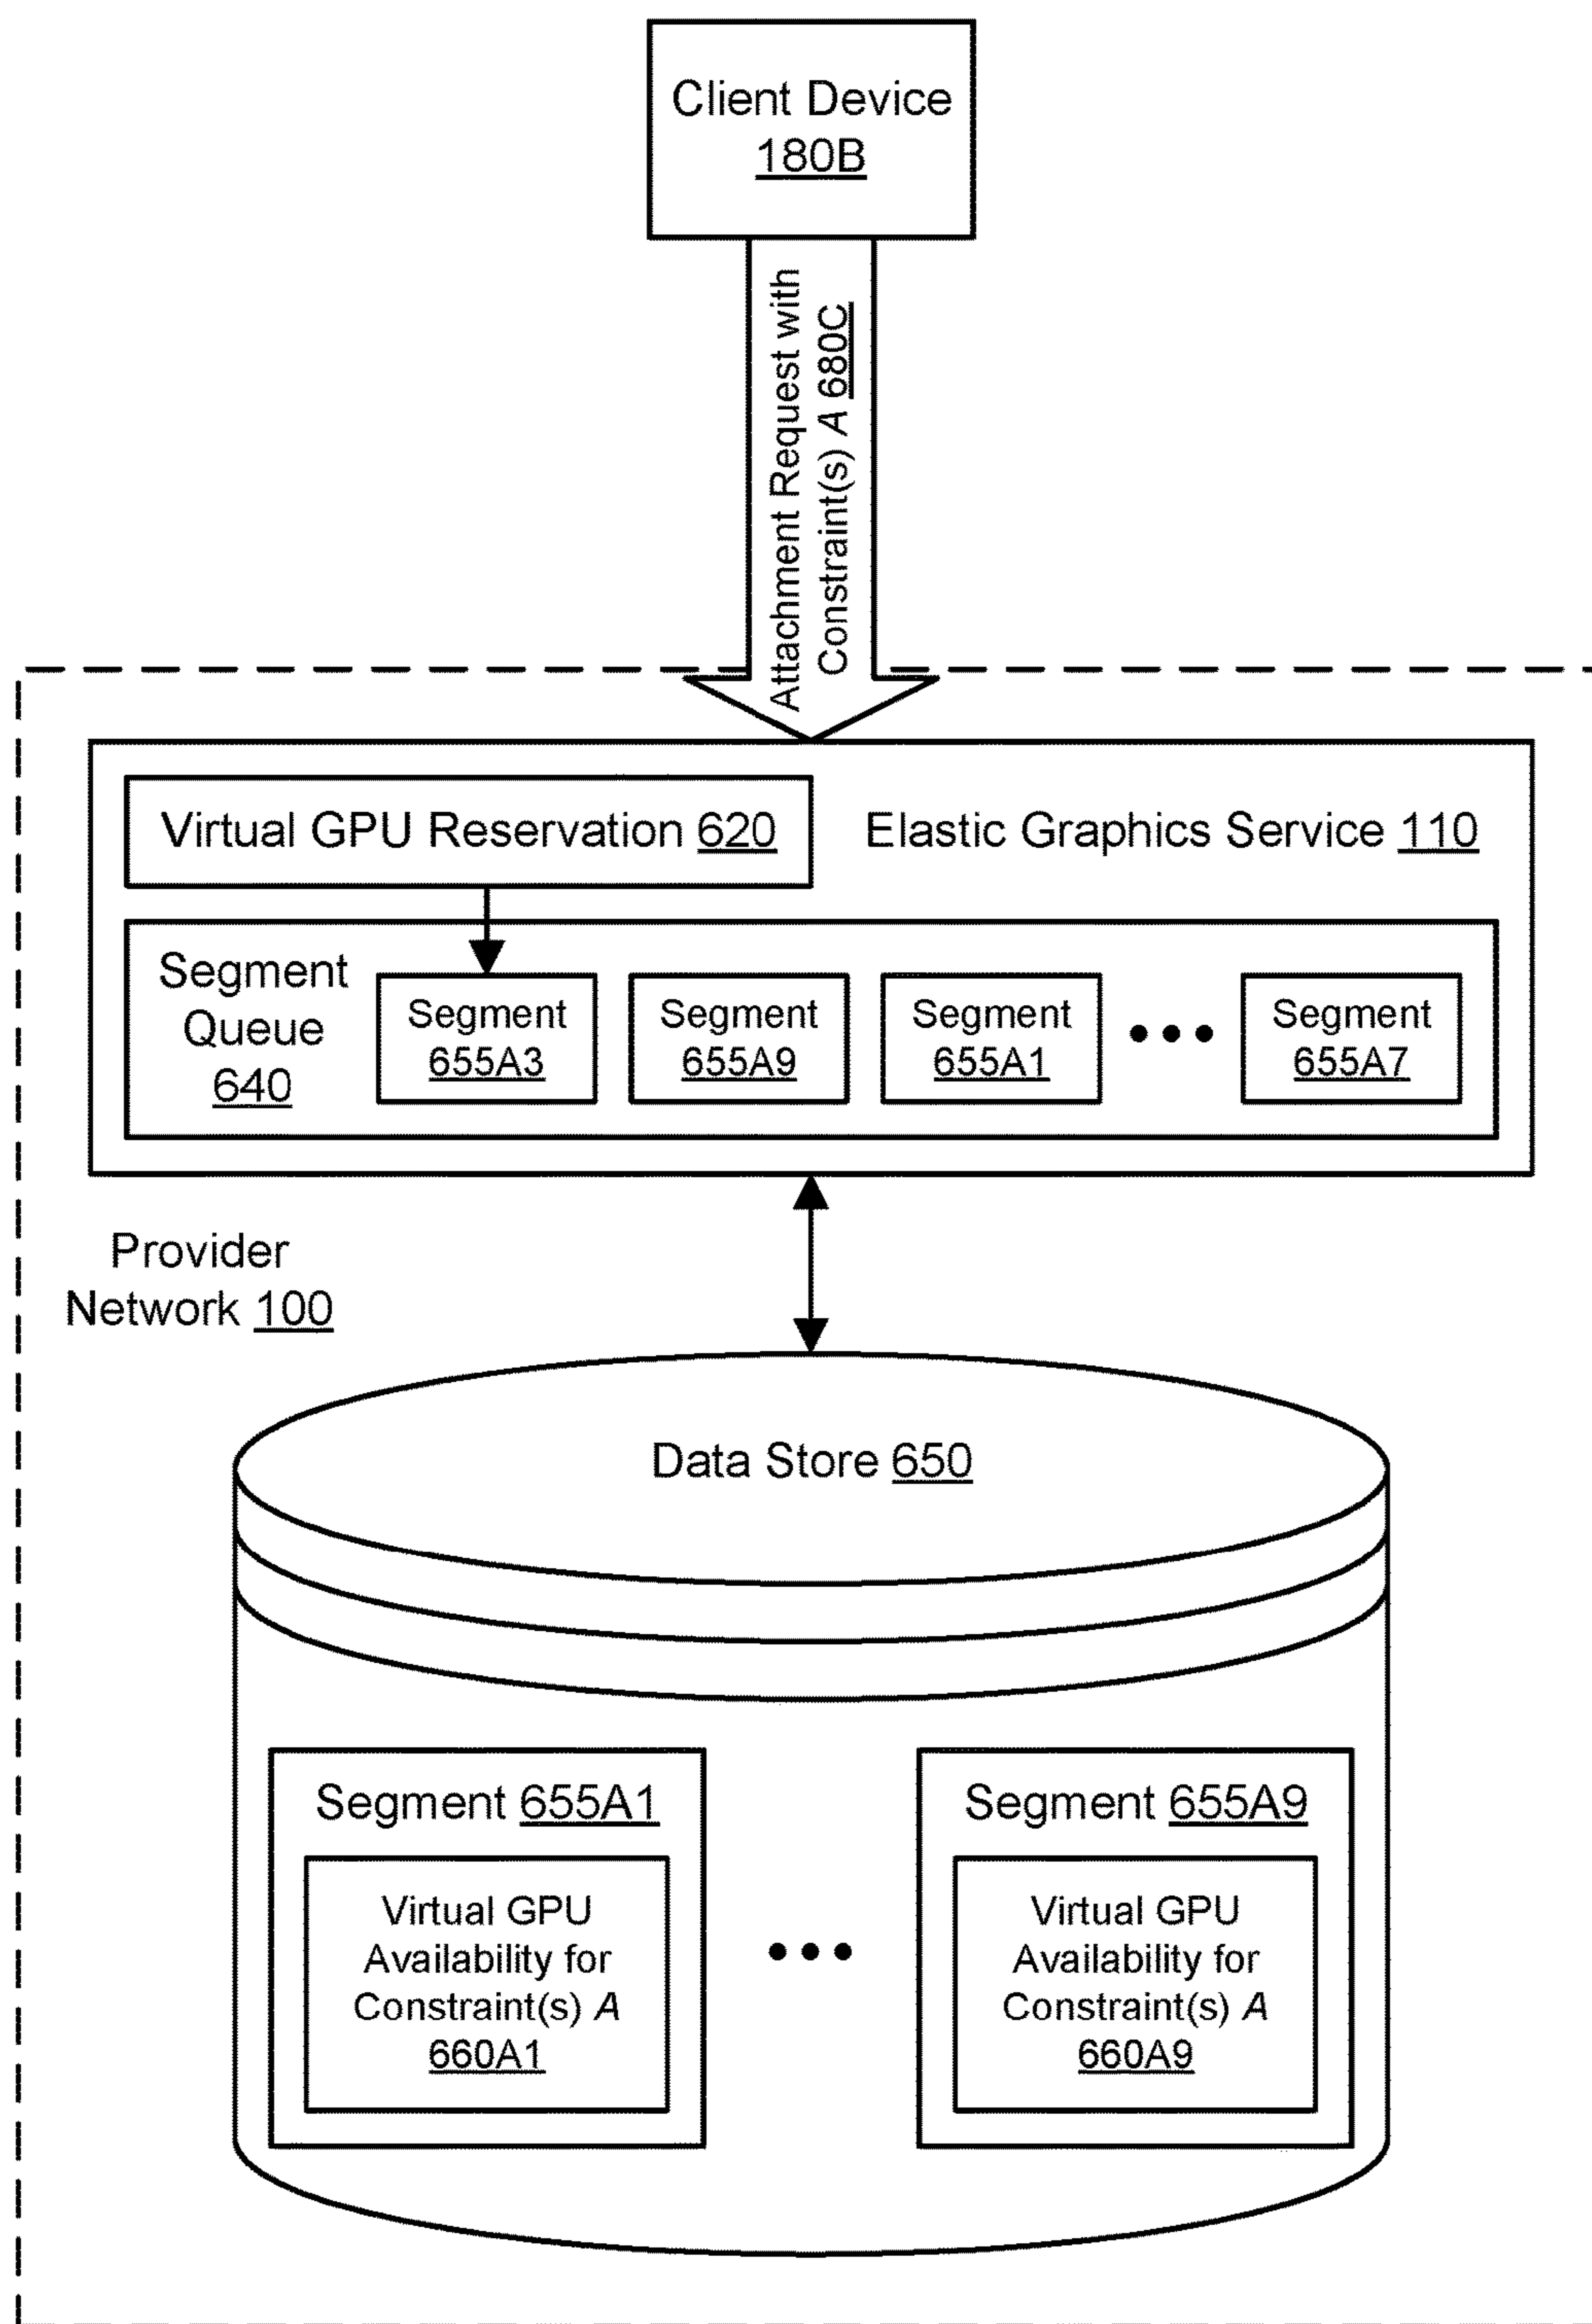 Client Device
180B
Attachment Request with
Constraint(s) A 680C
Virtual GPU Reservation 620
Elastic Graphics Service 110
Segment
Queue
640
Segment
655A3
Segment
655A9
Segment
655A1
Segment
655A7
Provider
Network 100
Data Store 650
Segment 655A1
Virtual GPU
Availability for
Constraint(s) A
660A1
Segment 655A9
Virtual GPU
Availability for
Constraint(s) A
660A9